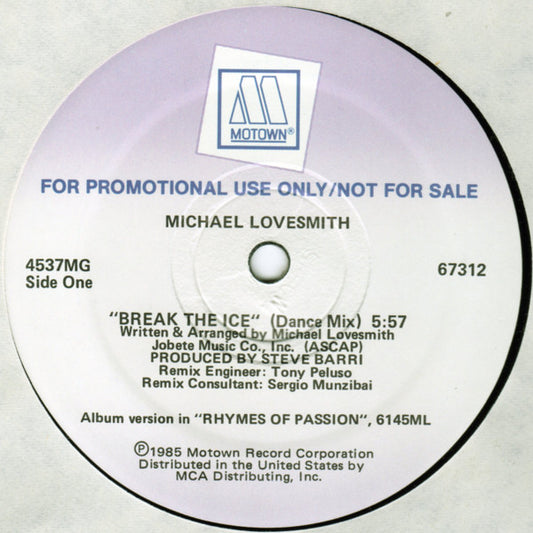 MOTOWN®
FOR PROMOTIONAL USE ONLY/NOT FOR SALE
MICHAEL LOVESMITH
4537MG
Side One
67312
"BREAK THE ICE" (Dance Mix) 5:57
Written & Arranged by Michael Lovesmith
Jobete Music Co., Inc. (ASCAP)
PRODUCED BY STEVE BARRI
Remix Engineer: Tony Peluso
Remix Consultant: Sergio Munzibai
Album version in "RHYMES OF PASSION", 6145ML
Ⓟ1985 Motown Record Corporation
Distributed in the United States by
MCA Distributing, Inc.